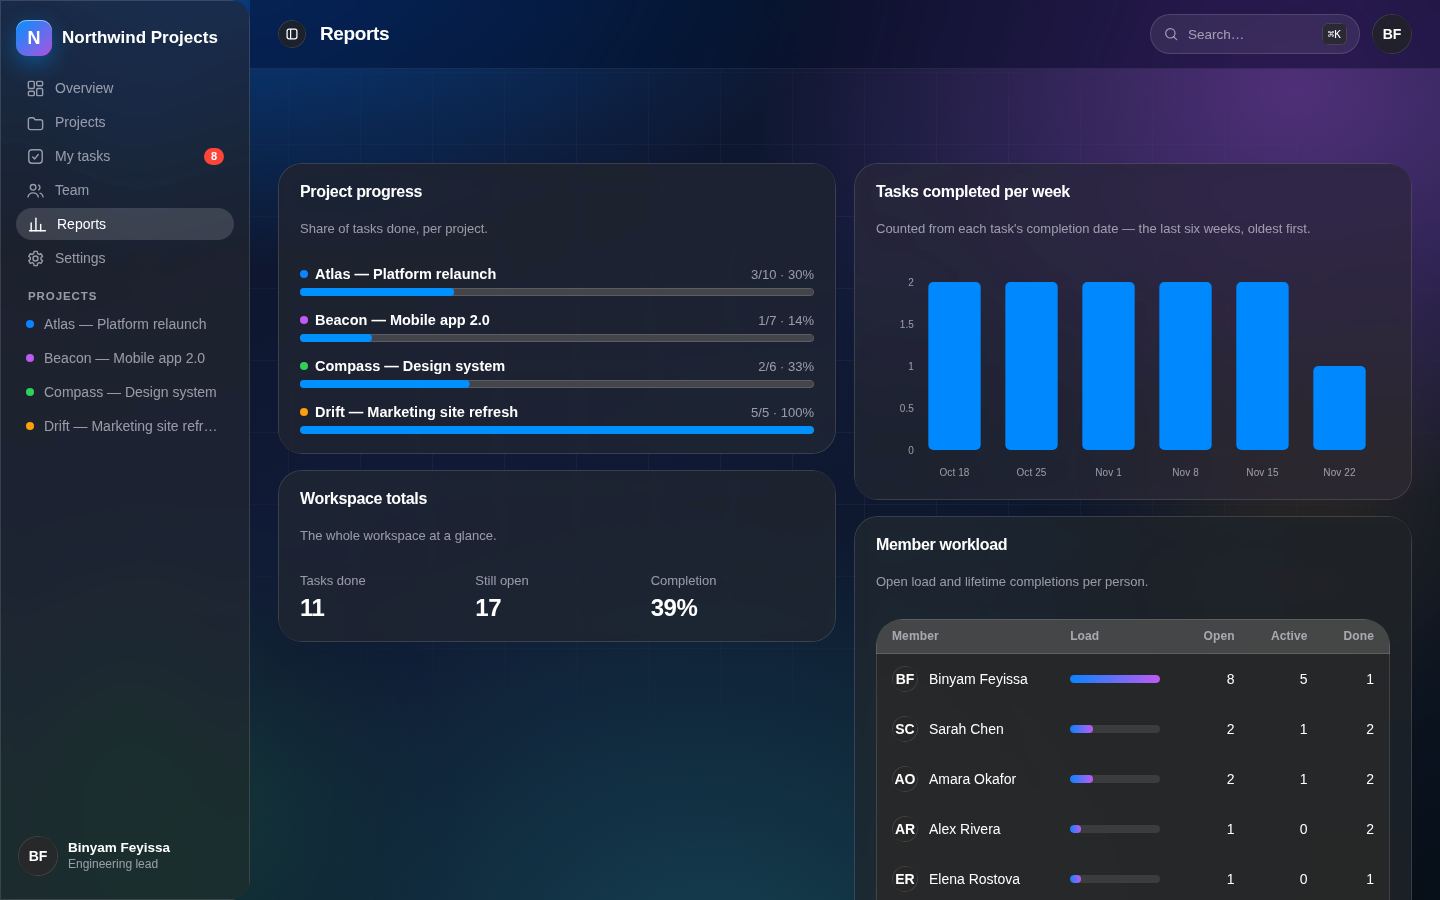 N
Northwind Projects
Overview
Projects
My tasks 8
Team
Reports
Settings
PROJECTS
Atlas — Platform relaunch
Beacon — Mobile app 2.0
Compass — Design system
Drift — Marketing site refr…
BF
Binyam Feyissa
Engineering lead
Reports
Search…
⌘K
BF
Project progress
Share of tasks done, per project.
Atlas — Platform relaunch 3/10 · 30%
Beacon — Mobile app 2.0 1/7 · 14%
Compass — Design system 2/6 · 33%
Drift — Marketing site refresh 5/5 · 100%
Workspace totals
The whole workspace at a glance.
Tasks done Still open Completion
11 17 39%
Tasks completed per week
Counted from each task's completion date — the last six weeks, oldest first.
2
1.5
1
0.5
0
Oct 18 Oct 25 Nov 1 Nov 8 Nov 15 Nov 22
Member workload
Open load and lifetime completions per person.
Member Load Open Active Done
BF Binyam Feyissa 8 5 1
SC Sarah Chen 2 1 2
AO Amara Okafor 2 1 2
AR Alex Rivera 1 0 2
ER Elena Rostova 1 0 1